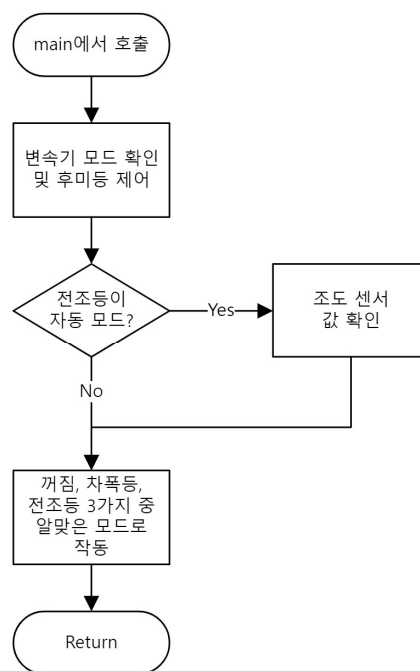 main에서 호출
변속기 모드 확인
및 후미등 제어
전조등이
자동 모드?
Yes
조도 센서
값 확인
No
꺼짐, 차폭등,
전조등 3가지 중
알맞은 모드로
작동
Return